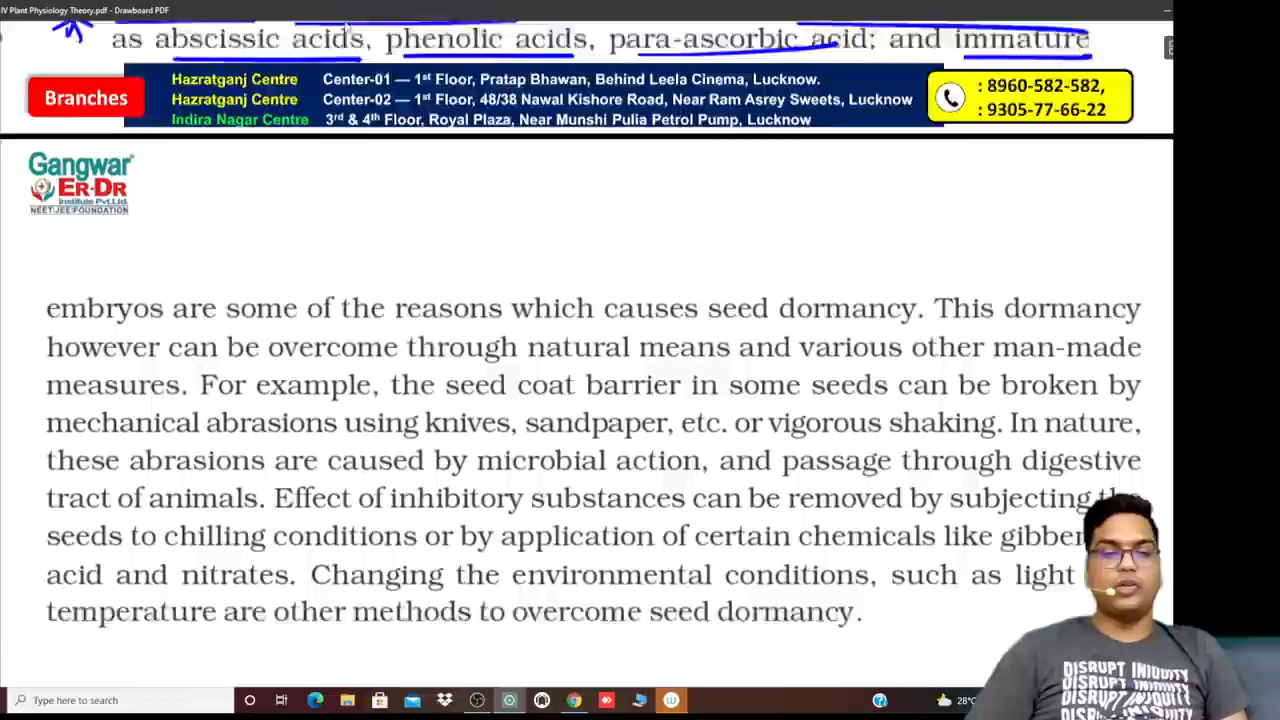 IV Plant Physiology Theory.pdf - Drawboard PDF
as abscissic acids, phenolic acids, para-ascorbic acid; and immature
Branches
Hazratganj Centre Center-01 — 1st Floor, Pratap Bhawan, Behind Leela Cinema, Lucknow.
Hazratganj Centre Center-02 — 1st Floor, 48/38 Nawal Kishore Road, Near Ram Asrey Sweets, Lucknow
Indira Nagar Centre 3rd & 4th Floor, Royal Plaza, Near Munshi Pulia Petrol Pump, Lucknow
: 8960-582-582,
: 9305-77-66-22
Gangwar
ER-DR
Institute Pvt.Ltd.
NEET|JEE|FOUNDATION
embryos are some of the reasons which causes seed dormancy. This dormancy
however can be overcome through natural means and various other man-made
measures. For example, the seed coat barrier in some seeds can be broken by
mechanical abrasions using knives, sandpaper, etc. or vigorous shaking. In nature,
these abrasions are caused by microbial action, and passage through digestive
tract of animals. Effect of inhibitory substances can be removed by subjecting
seeds to chilling conditions or by application of certain chemicals like
acid and nitrates. Changing the environmental conditions, such as light
temperature are other methods to overcome seed dormancy.
DISRUPT INIQUITY
Type here to search
28°C